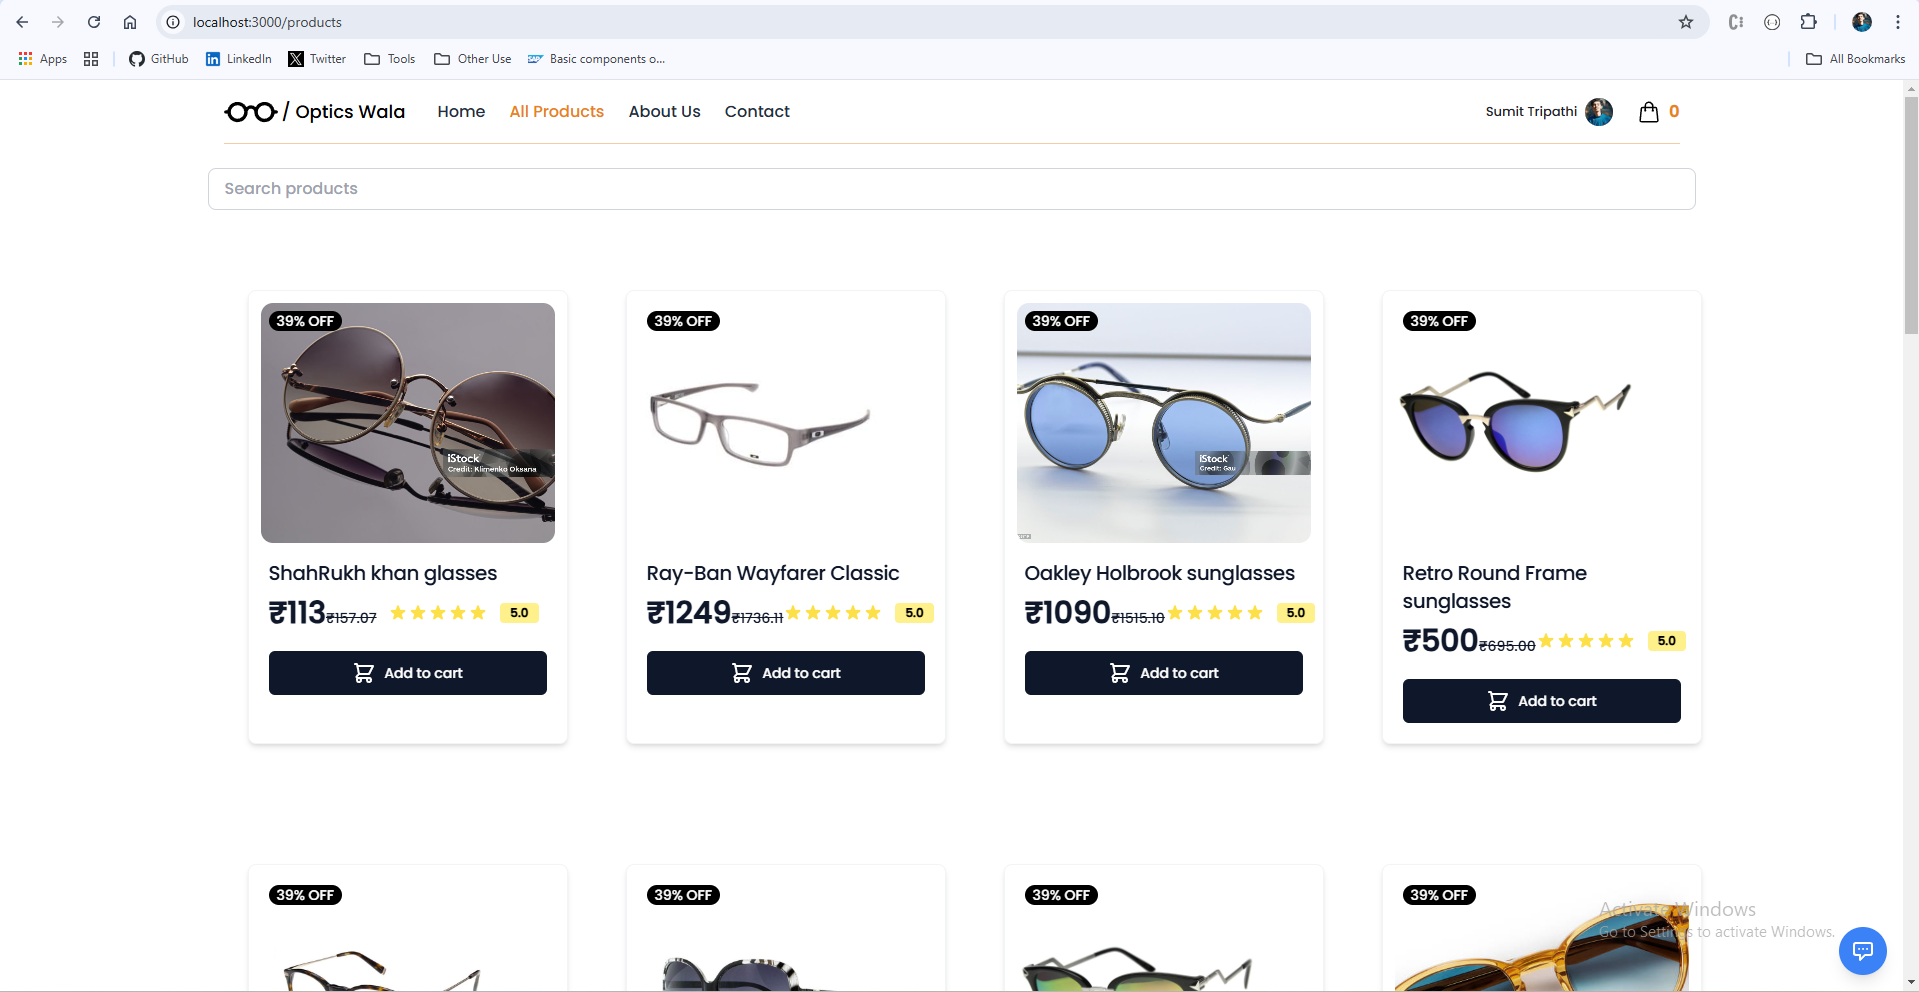 localhost:3000/products
Apps
GitHub
LinkedIn
Twitter
Tools
Other Use
Basic components o...
All Bookmarks
/ Optics Wala
Home
All Products
About Us
Contact
Sumit Tripathi
0
Search products
39% OFF
39% OFF
39% OFF
39% OFF
iStock
Credit: Klimenko Oksana
iStock
Credit: Gau
ShahRukh khan glasses
₹113 ₹157.07 5.0
Add to cart
Ray-Ban Wayfarer Classic
₹1249 ₹1736.11 5.0
Add to cart
Oakley Holbrook sunglasses
₹1090 ₹1515.10 5.0
Add to cart
Retro Round Frame
sunglasses
₹500 ₹695.00 5.0
Add to cart
39% OFF
39% OFF
39% OFF
39% OFF
Activate Windows
Go to Settings to activate Windows.